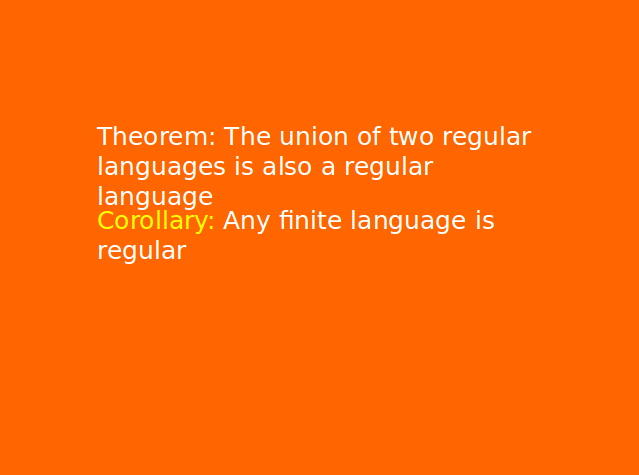 Theorem: The union of two regular
languages is also a regular
language
Corollary: Any finite language is
regular